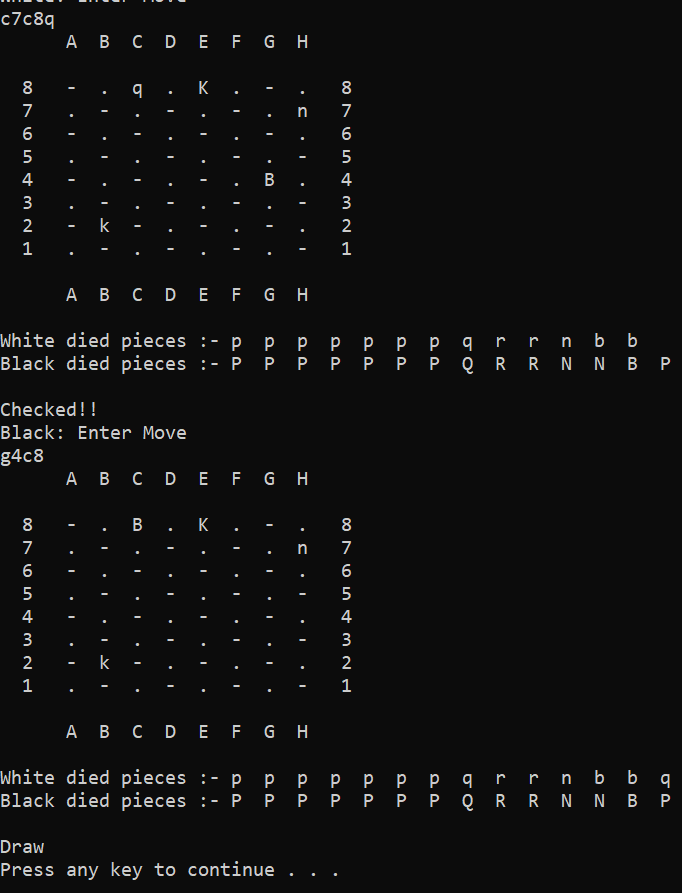 c7c8q
A B C D E F G H
8 - . q . K . - . 8
7 . - . - . - . n 7
6 - . - . - . - . 6
5 . - . - . - . - 5
4 - . - . - . B . 4
3 . - . - . - . - 3
2 - k - . - . - . 2
1 . - . - . - . - 1
A B C D E F G H
White died pieces :- p p p p p p p q r r n b b
Black died pieces :- P P P P P P P Q R R N N B P
Checked!!
Black: Enter Move
g4c8
A B C D E F G H
8 - . B . K . - . 8
7 . - . - . - . n 7
6 - . - . - . - . 6
5 . - . - . - . - 5
4 - . - . - . - . 4
3 . - . - . - . - 3
2 - k - . - . - . 2
1 . - . - . - . - 1
A B C D E F G H
White died pieces :- p p p p p p p q r r n b b q
Black died pieces :- P P P P P P P Q R R N N B P
Draw
Press any key to continue . . .